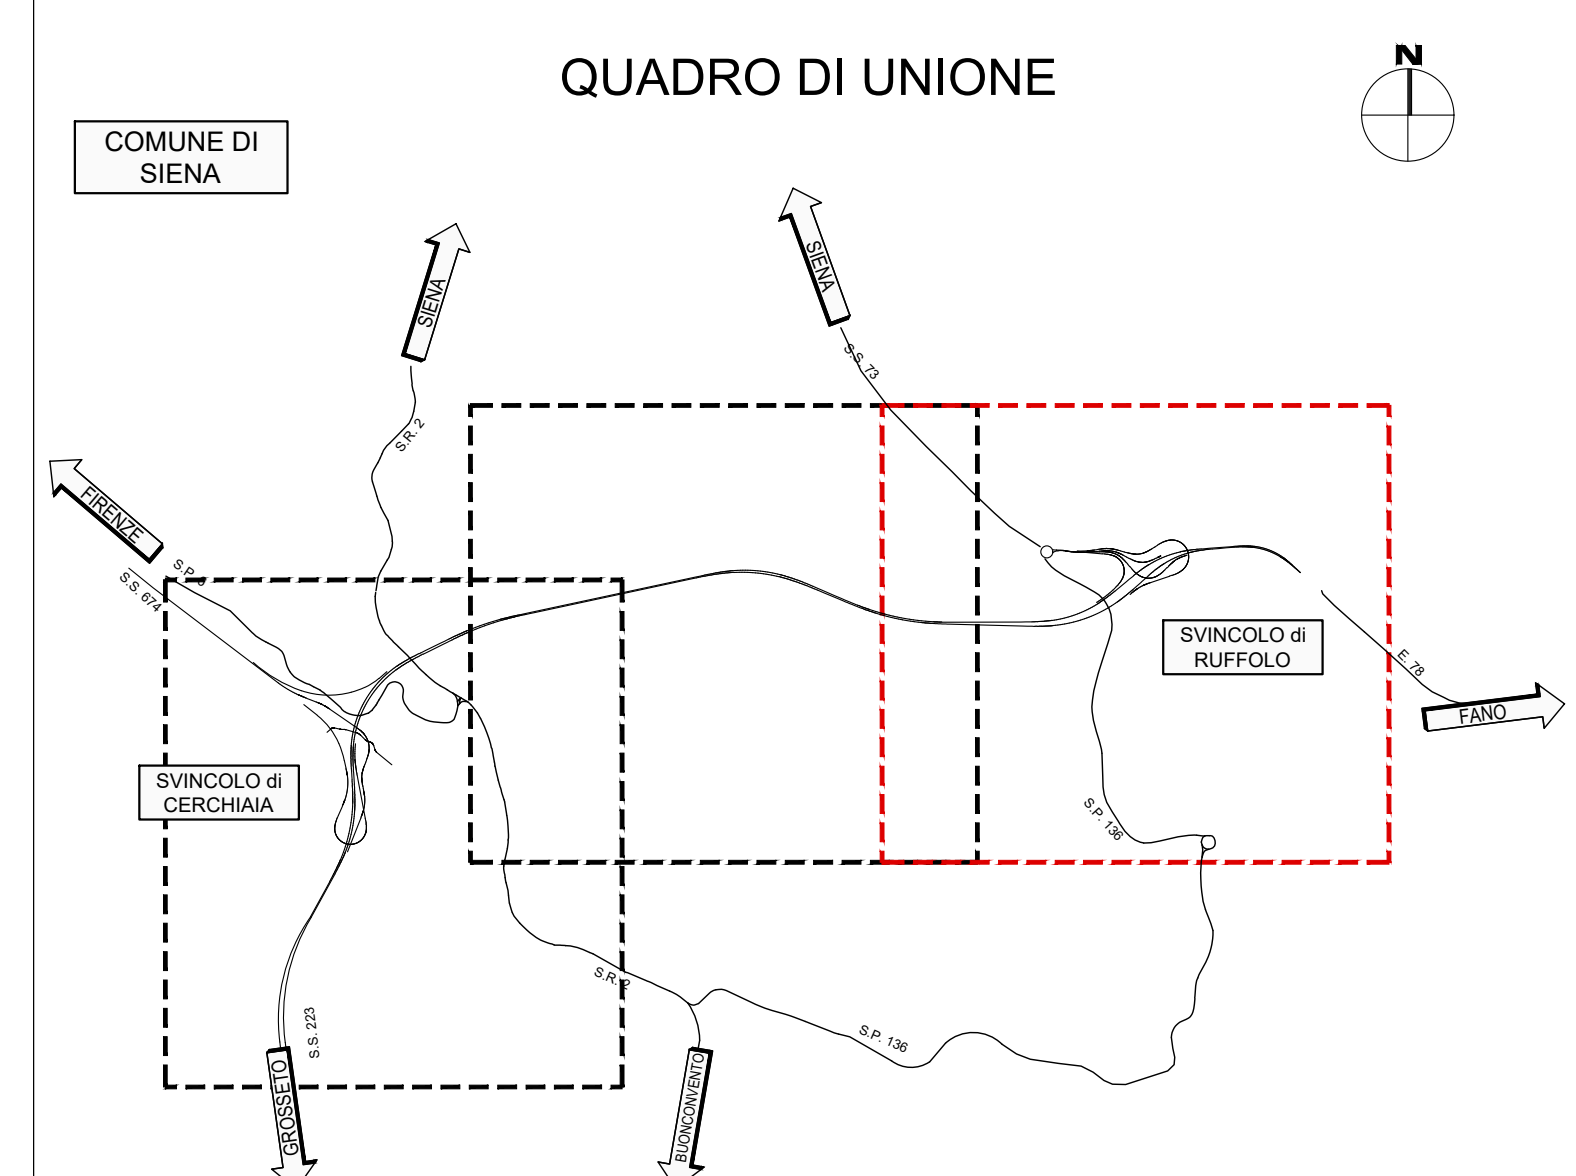 QUADRO DI UNIONE
N
COMUNE DI
SIENA
SIENA
SIENA
S.S. 73
S.R. 2
FIRENZE
S.P.
S.S. 674
SVINCOLO di
RUFFOLO
E. 78
FANO
SVINCOLO di
CERCHIAIA
S.P. 136
S.R. 2
S.S. 223
S.P. 136
GROSSETO
BUONCONVENTO